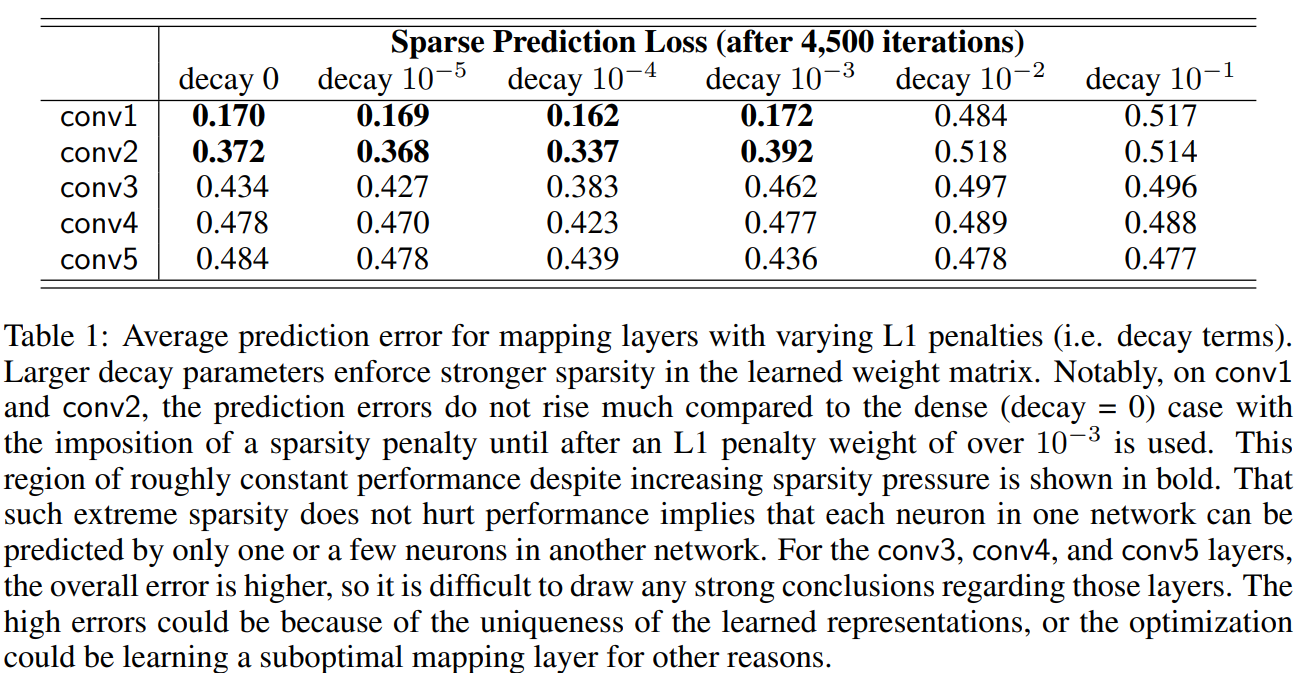 Sparse Prediction Loss (after 4,500 iterations)
decay 0 decay 10⁻⁵ decay 10⁻⁴ decay 10⁻³ decay 10⁻² decay 10⁻¹
conv1 0.170 0.169 0.162 0.172 0.484 0.517
conv2 0.372 0.368 0.337 0.392 0.518 0.514
conv3 0.434 0.427 0.383 0.462 0.497 0.496
conv4 0.478 0.470 0.423 0.477 0.489 0.488
conv5 0.484 0.478 0.439 0.436 0.478 0.477
Table 1: Average prediction error for mapping layers with varying L1 penalties (i.e. decay terms).
Larger decay parameters enforce stronger sparsity in the learned weight matrix. Notably, on conv1
and conv2, the prediction errors do not rise much compared to the dense (decay = 0) case with
the imposition of a sparsity penalty until after an L1 penalty weight of over 10⁻³ is used. This
region of roughly constant performance despite increasing sparsity pressure is shown in bold. That
such extreme sparsity does not hurt performance implies that each neuron in one network can be
predicted by only one or a few neurons in another network. For the conv3, conv4, and conv5 layers,
the overall error is higher, so it is difficult to draw any strong conclusions regarding those layers. The
high errors could be because of the uniqueness of the learned representations, or the optimization
could be learning a suboptimal mapping layer for other reasons.